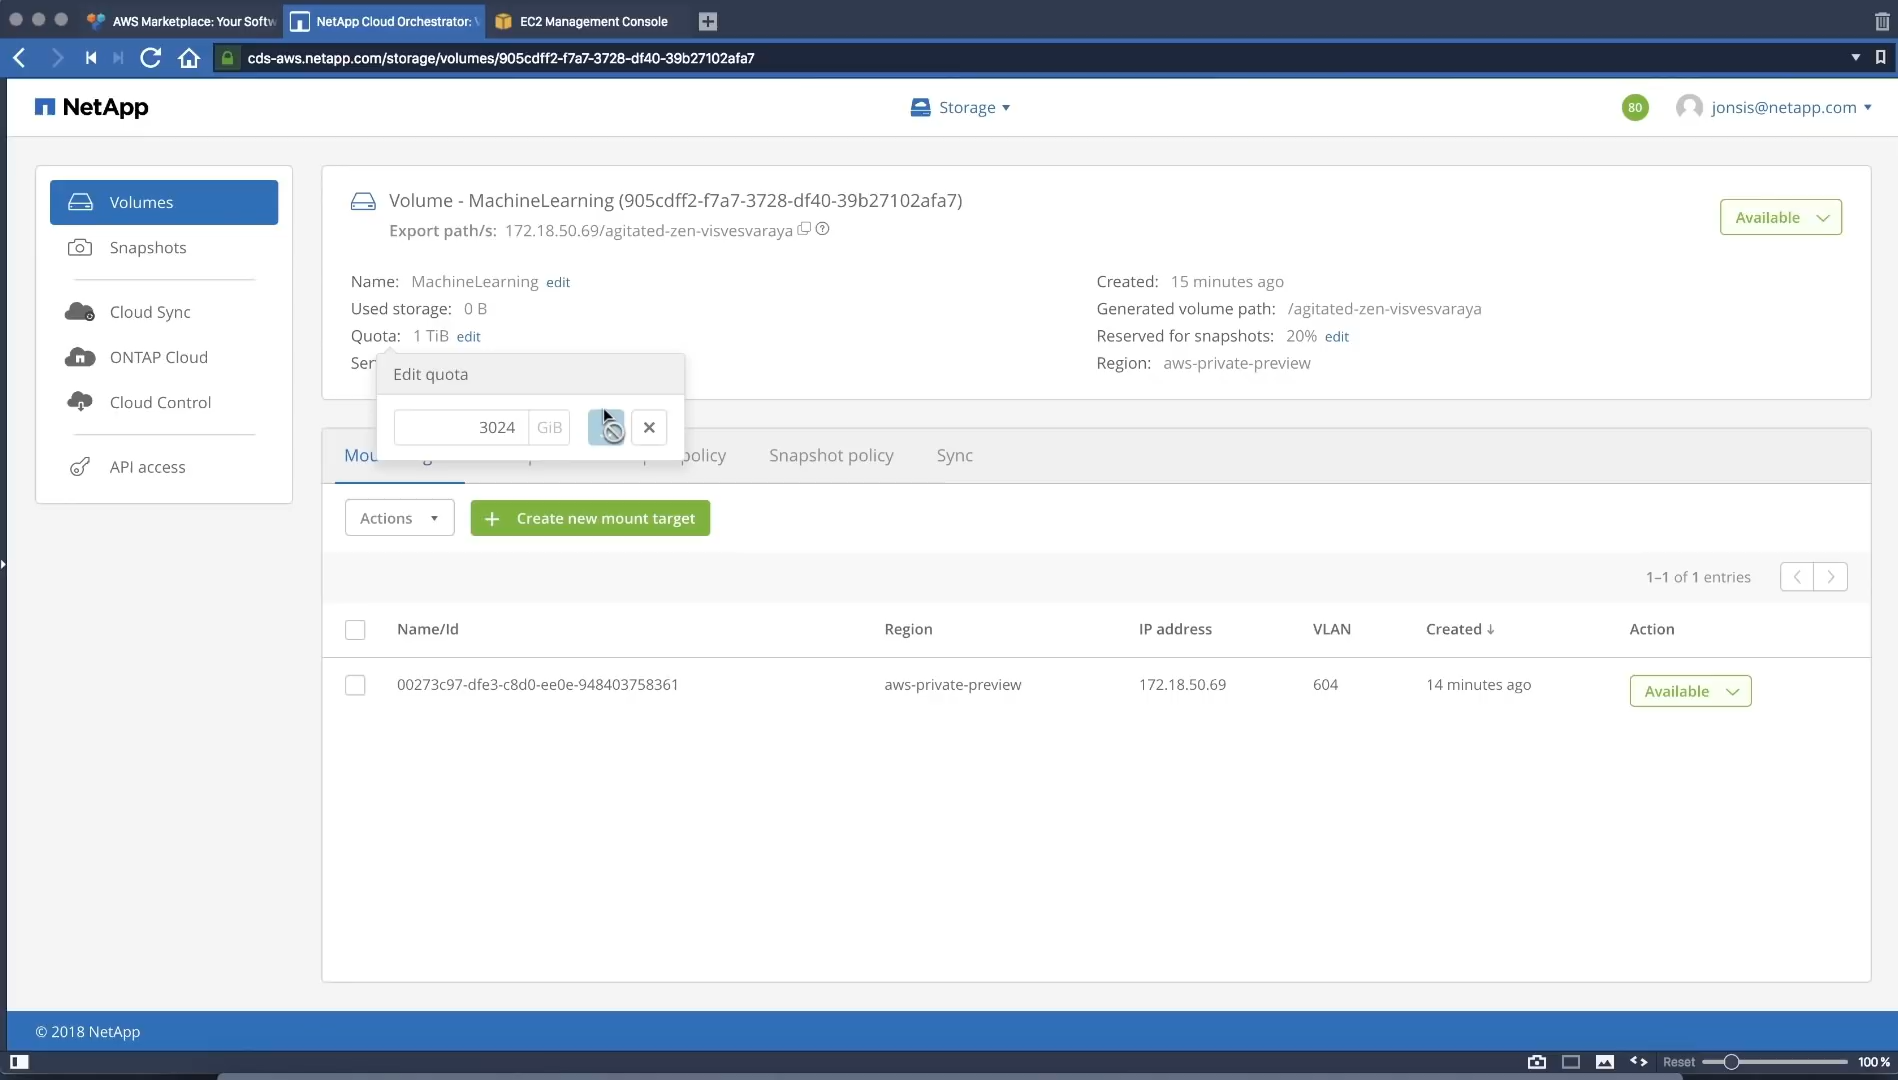 AWS Marketplace: Your Softw
NetApp Cloud Orchestrator:
EC2 Management Console
cds-aws.netapp.com/storage/volumes/905cdff2-f7a7-3728-df40-39b27102afa7
NetApp
Storage
80
jonsis@netapp.com
Volumes
Snapshots
Cloud Sync
ONTAP Cloud
Cloud Control
API access
Volume - MachineLearning (905cdff2-f7a7-3728-df40-39b27102afa7)
Export path/s: 172.18.50.69/agitated-zen-visvesvaraya
Available
Name: MachineLearning edit
Used storage: 0 B
Quota: 1 TiB edit
Ser
Created: 15 minutes ago
Generated volume path: /agitated-zen-visvesvaraya
Reserved for snapshots: 20% edit
Region: aws-private-preview
Edit quota
3024 GiB
Mou policy Snapshot policy Sync
Actions
Create new mount target
1–1 of 1 entries
Name/Id Region IP address VLAN Created Action
00273c97-dfe3-c8d0-ee0e-948403758361 aws-private-preview 172.18.50.69 604 14 minutes ago Available
© 2018 NetApp
Reset 100 %